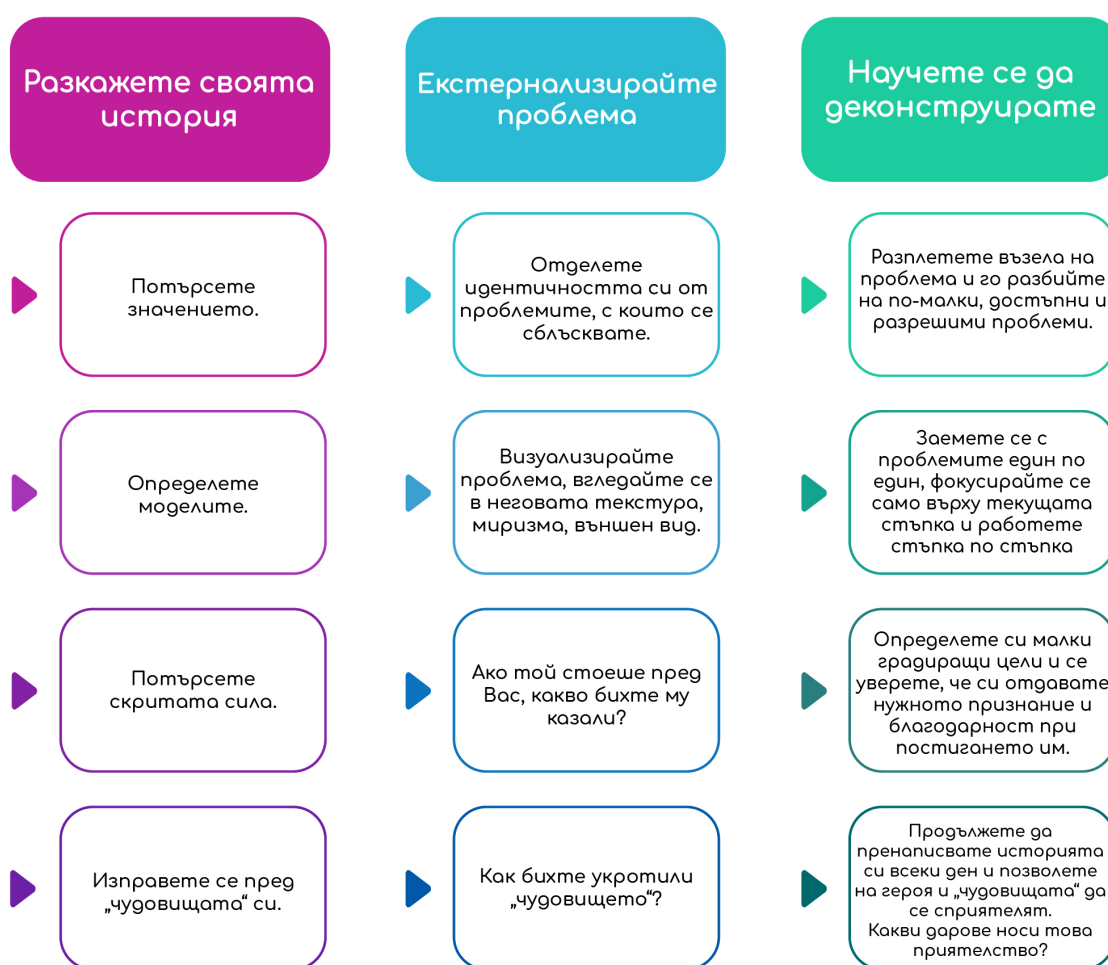 Разкажете своята
история
Потърсете
значението.
Определете
моделите.
Потърсете
скритата сила.
Изправете се пред
„чудовищата“ си.
Екстернализирайте
проблема
Отделете
идентичността си от
проблемите, с които се
сблъсквате.
Визуализирайте
проблема, вгледайте се
в неговата текстура,
миризма, външен вид.
Ако той стоеше пред
Вас, какво бихте му
казали?
Как бихте укротили
„чудовището“?
Научете се да
деконструирате
Разплетете възела на
проблема и го разбийте
на по-малки, достъпни и
разрешими проблеми.
Заемете се с
проблемите един по
един, фокусирайте се
само върху текущата
стъпка и работете
стъпка по стъпка
Определете си малки
градиращи цели и се
уверете, че си отдавате
нужното признание и
благодарност при
постигането им.
Продължете да
пренаписвате историята
си всеки ден и позволете
на героя и „чудовищата“ да
се сприятелят.
Какви дарове носи това
приятелство?